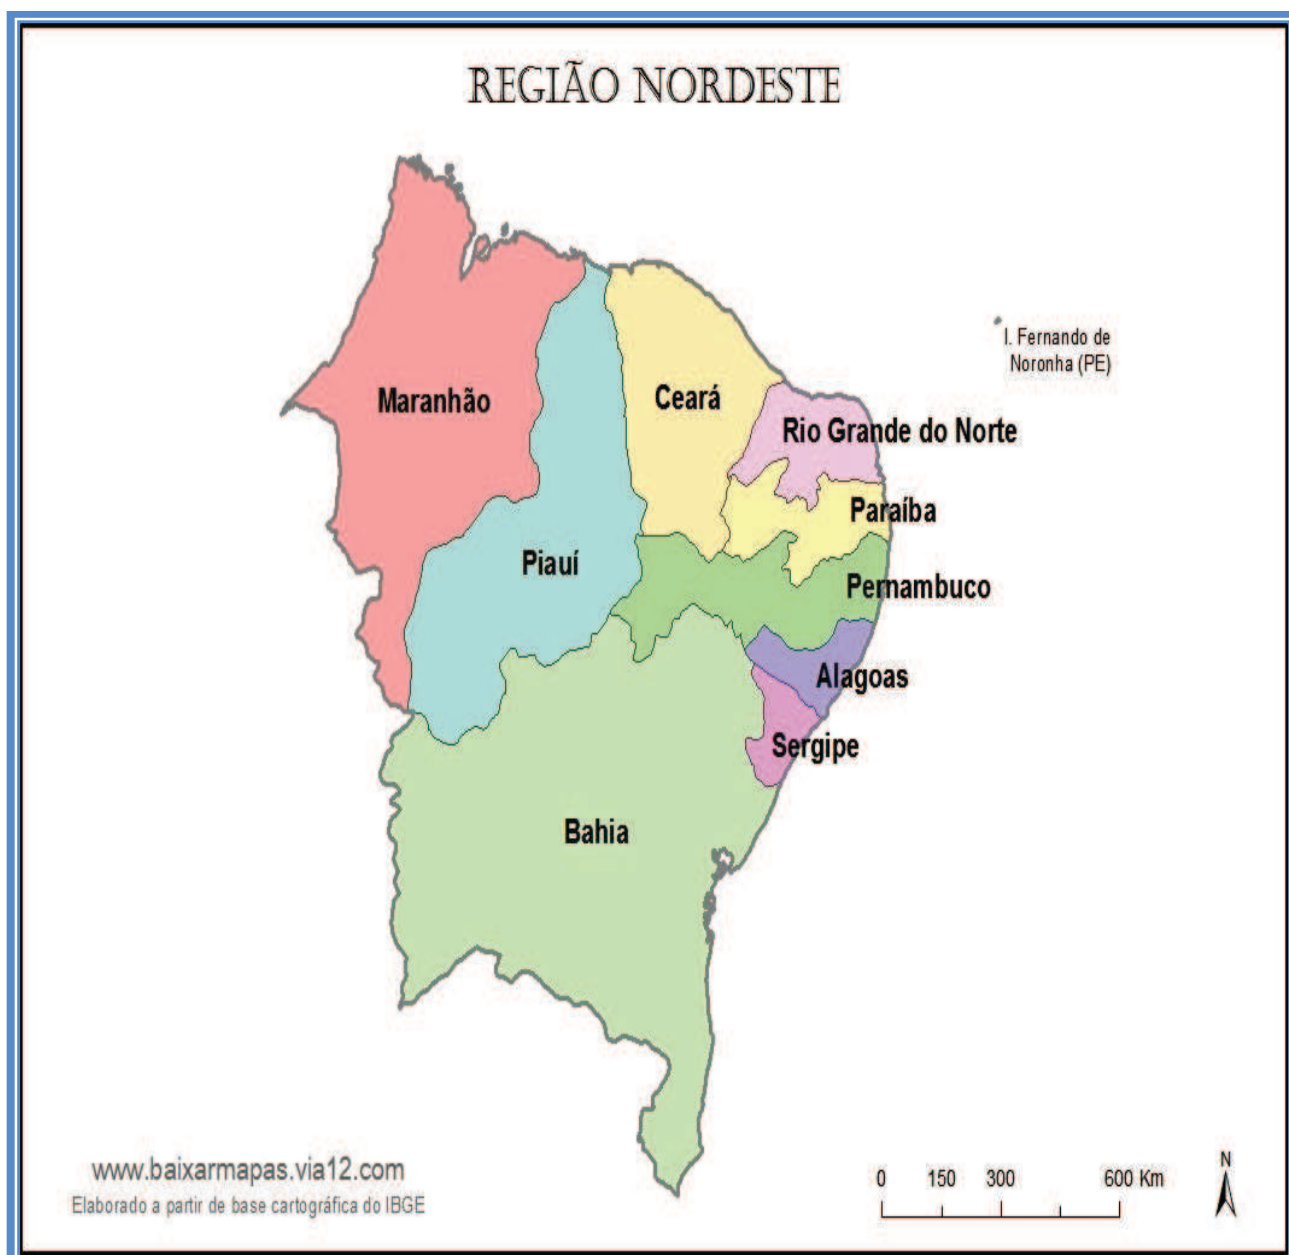 REGIÃO NORDESTE
I. Fernando de
Noronha (PE)
Maranhão
Ceará
Rio Grande do Norte
Paraíba
Piauí
Pernambuco
Alagoas
Sergipe
Bahia
www.baixarmapas.via12.com
Elaborado a partir de base cartográfica do IBGE
0 150 300 600 Km
N